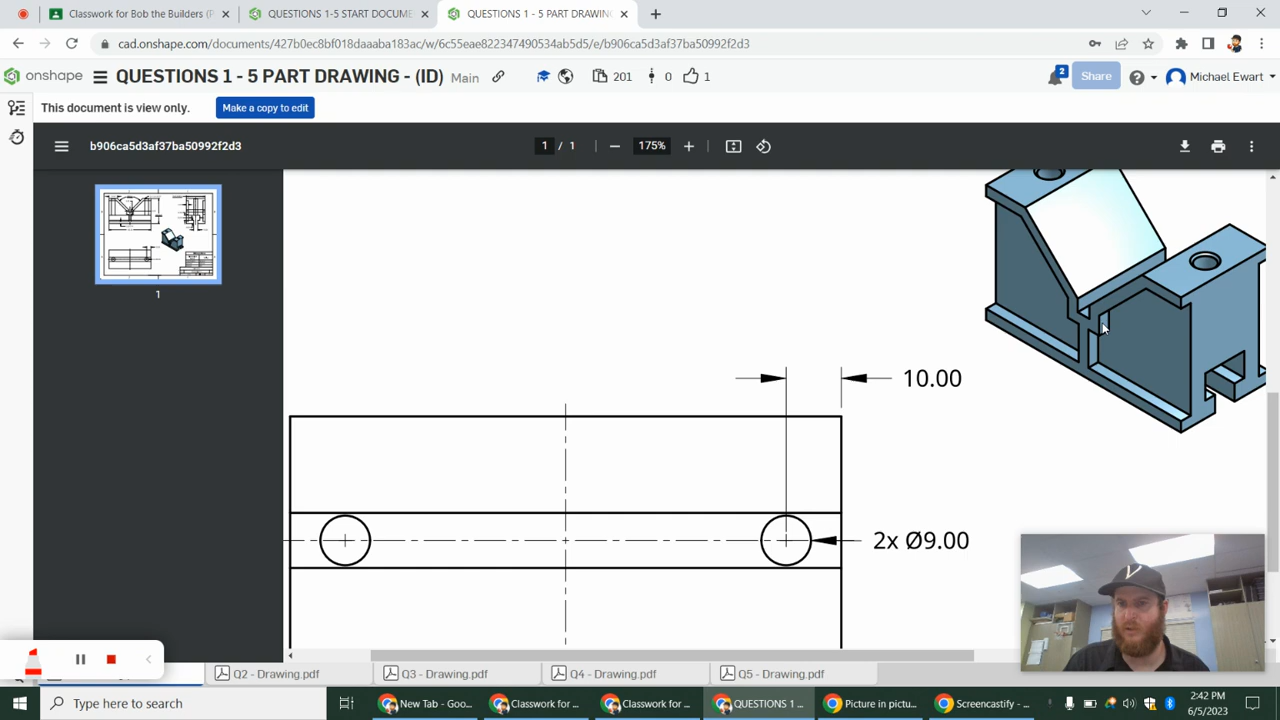 Classwork for Bob the Builders (P
QUESTIONS 1-5 START DOCUME
QUESTIONS 1 - 5 PART DRAWING
cad.onshape.com/documents/427b0ec8bf018daaaba183ac/w/6c55eae822347490534ab5d5/e/b906ca5d3af37ba50992f2d3
onshape
QUESTIONS 1 - 5 PART DRAWING - (ID)
Main
201
0
1
2
Share
Michael Ewart
This document is view only.
Make a copy to edit
b906ca5d3af37ba50992f2d3
1 / 1
175%
1
10.00
2x Ø9.00
Q2 - Drawing.pdf
Q3 - Drawing.pdf
Q4 - Drawing.pdf
Q5 - Drawing.pdf
Type here to search
New Tab - Goo...
Classwork for ...
Classwork for ...
QUESTIONS 1 ...
Picture in pictu...
Screencastify - ...
2:42 PM
6/5/2023